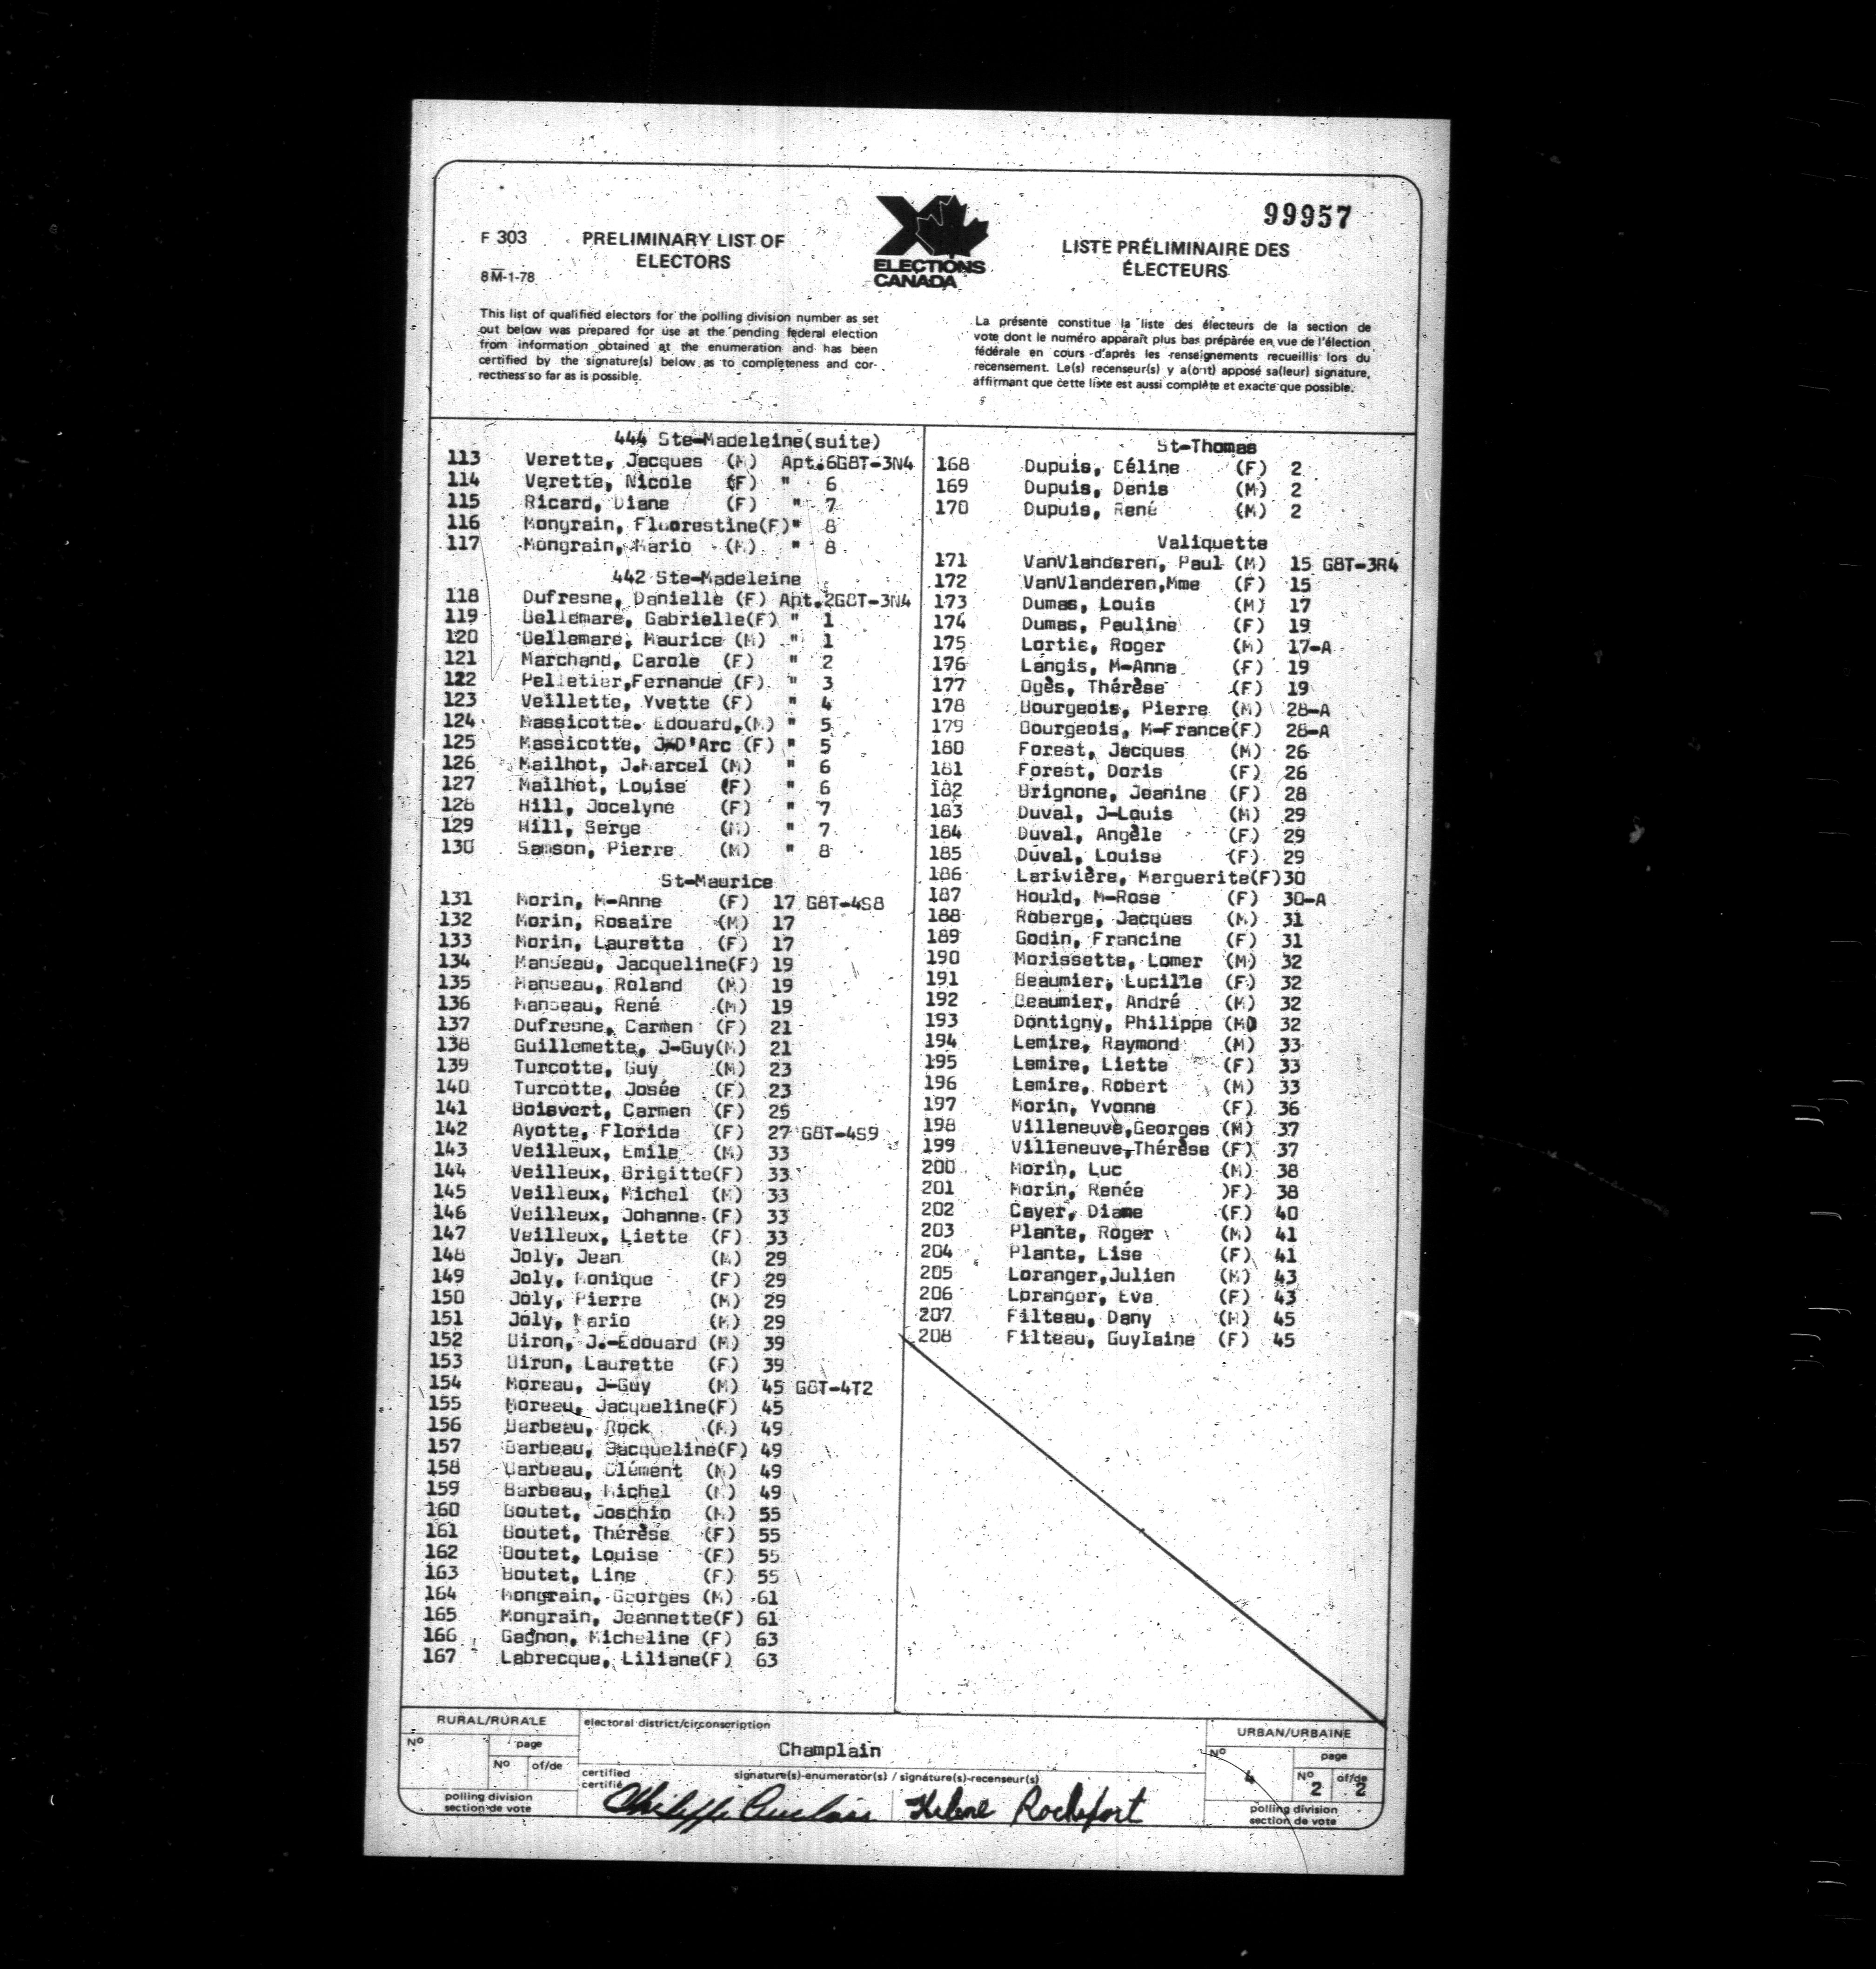 99957
F 303
PRELIMINARY LIST OF
ELECTORS
8M-1-78
ELECTIONS
CANADA
LISTE PRÉLIMINAIRE DES
ÉLECTEURS
This list of qualified electors for the polling division number as set
out below was prepared for use at the pending federal election
from information obtained at the enumeration and has been
certified by the signature(s) below as to completeness and cor-
rectness so far as is possible.
La présente constitue la liste des électeurs de la section de
vote dont le numéro apparaît plus bas préparée en vue de l'élection
fédérale en cours d'après les renseignements recueillis lors du
recensement. Le(s) recenseur(s) y a(ont) apposé sa(leur) signature,
affirmant que cette liste est aussi complète et exacte que possible.
444 Ste-Madeleine(suite)
113 Verette, Jacques (M) Apt.6G8T-3N4
114 Verette, Nicole (F) " 6
115 Ricard, Diane (F) " 7
116 Mongrain, Fluorestine(F)" 8
117 Mongrain, Mario (M) " 8
442 Ste-Madeleine
118 Dufresne, Danielle (F) Apt.2G8T-3N4
119 Bellemare, Gabrielle(F) " 1
120 Bellemare, Maurice (M) " 1
121 Marchand, Carole (F) " 2
122 Pelletier,Fernande (F) " 3
123 Veillette, Yvette (F) " 4
124 Massicotte. Edouard,(M) " 5
125 Massicotte, J-D'Arc (F) " 5
126 Mailhot, J.Marcel (M) " 6
127 Mailhot, Louise (F) " 6
128 Hill, Jocelyne (F) " 7
129 Hill, Serge (M) " 7
130 Samson, Pierre (M) " 8
St-Maurice
131 Morin, M-Anne (F) 17 G8T-4S8
132 Morin, Rosaire (M) 17
133 Morin, Lauretta (F) 17
134 Manseau, Jacqueline(F) 19
135 Manseau, Roland (M) 19
136 Manseau, René (M) 19
137 Dufresne, Carmen (F) 21
138 Guillemette, J-Guy(M) 21
139 Turcotte, Guy (M) 23
140 Turcotte, Josée (F) 23
141 Boisvert, Carmen (F) 25
142 Ayotte, Florida (F) 27 G8T-4S9
143 Veilleux, Emile (M) 33
144 Veilleux, Brigitte(F) 33
145 Veilleux, Michel (M) 33
146 Veilleux, Johanne (F) 33
147 Veilleux, Liette (F) 33
148 Joly, Jean (M) 29
149 Joly, Monique (F) 29
150 Joly, Pierre (M) 29
151 Joly, Mario (M) 29
152 Biron, J.-Edouard (M) 39
153 Biron, Laurette (F) 39
154 Moreau, J-Guy (M) 45 G8T-4T2
155 Moreau, Jacqueline(F) 45
156 Barbeau, Rock (M) 49
157 Barbeau, Jacqueline(F) 49
158 Barbeau, Clément (M) 49
159 Barbeau, Michel (M) 49
160 Boutet, Joschin (M) 55
161 Boutet, Thérèse (F) 55
162 Boutet, Louise (F) 55
163 Boutet, Line (F) 55
164 Mongrain, Georges (M) 61
165 Mongrain, Jeannette(F) 61
166 Gagnon, Micheline (F) 63
167 Labrecque, Liliane(F) 63
St-Thomas
168 Dupuis, Céline (F) 2
169 Dupuis, Denis (M) 2
170 Dupuis, René (M) 2
Valiquette
171 VanVlanderen, Paul (M) 15 G8T-3R4
172 VanVlanderen,Mme (F) 15
173 Dumas, Louis (M) 17
174 Dumas, Pauline (F) 19
175 Lortie, Roger (M) 17-A
176 Langis, M-Anna (F) 19
177 Ogès, Thérèse (F) 19
178 Bourgeois, Pierre (M) 28-A
179 Bourgeois, M-France(F) 28-A
180 Forest, Jacques (M) 26
181 Forest, Doris (F) 26
182 Brignone, Jeanine (F) 28
183 Duval, J-Louis (M) 29
184 Duval, Angèle (F) 29
185 Duval, Louise (F) 29
186 Larivière, Marguerite(F)30
187 Hould, M-Rose (F) 30-A
188 Roberge, Jacques (M) 31
189 Godin, Francine (F) 31
190 Morissette, Lomer (M) 32
191 Beaumier, Lucille (F) 32
192 Beaumier, André (M) 32
193 Dontigny, Philippe (M) 32
194 Lemire, Raymond (M) 33
195 Lemire, Liette (F) 33
196 Lemire, Robert (M) 33
197 Morin, Yvonne (F) 36
198 Villeneuve,Georges (M) 37
199 Villeneuve,Thérèse (F) 37
200 Morin, Luc (M) 38
201 Morin, Renée )F) 38
202 Cayer, Diane (F) 40
203 Plante, Roger (M) 41
204 Plante, Lise (F) 41
205 Loranger,Julien (M) 43
206 Loranger, Eva (F) 43
207 Filteau, Dany (M) 45
208 Filteau, Guylaine (F) 45
RURAL/RURALE
No
page
No of/de
polling division
section de vote
electoral district/circonscription
Champlain
certified
certifié
signature(s)-enumerator(s) / signature(s)-recenseur(s)
Philippe Auclair Hélène Rochefort
URBAN/URBAINE
No
4
page
No of/de
2 2
polling division
section de vote